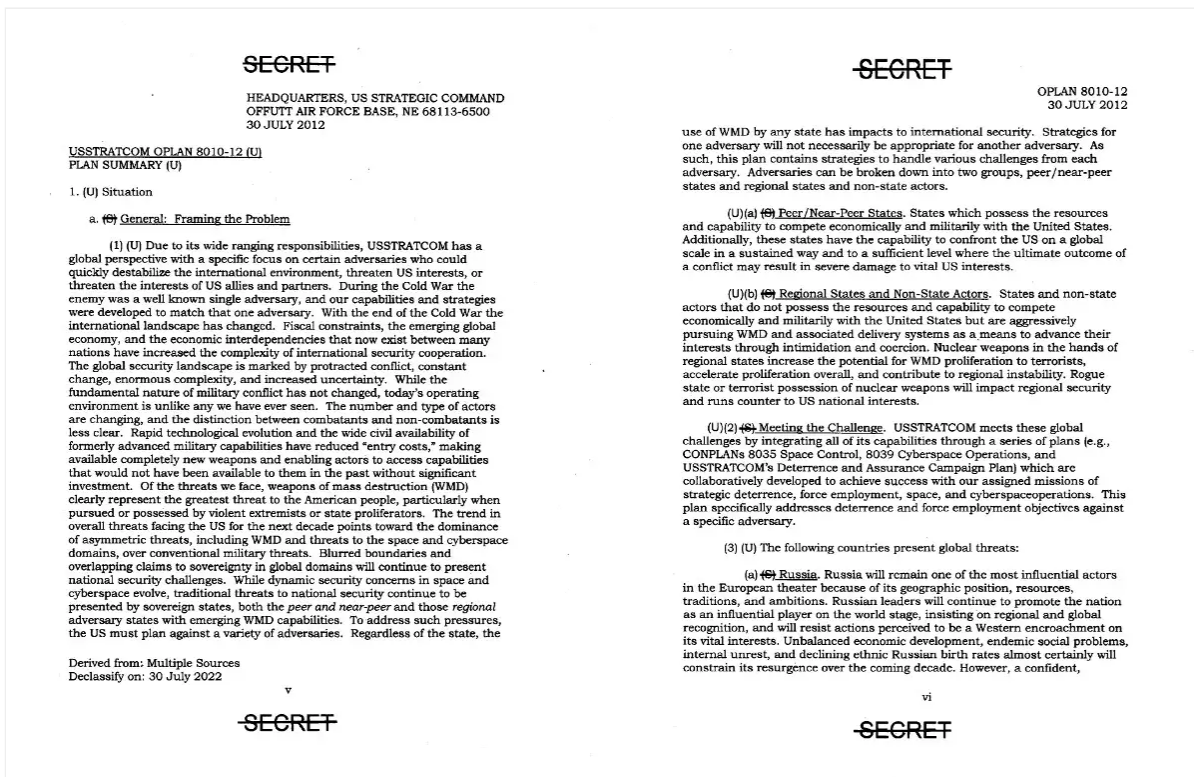 SECRET
HEADQUARTERS, US STRATEGIC COMMAND
OFFUTT AIR FORCE BASE, NE 68113-6500
30 JULY 2012
USSTRATCOM OPLAN 8010-12 (U)
PLAN SUMMARY (U)
1. (U) Situation
a. (S) General: Framing the Problem
(1) (U) Due to its wide ranging responsibilities, USSTRATCOM has a
global perspective with a specific focus on certain adversaries who could
quickly destabilize the international environment, threaten US interests, or
threaten the interests of US allies and partners. During the Cold War the
enemy was a well known single adversary, and our capabilities and strategies
were developed to match that one adversary. With the end of the Cold War the
international landscape has changed. Fiscal constraints, the emerging global
economy, and the economic interdependencies that now exist between many
nations have increased the complexity of international security cooperation.
The global security landscape is marked by protracted conflict, constant
change, enormous complexity, and increased uncertainty. While the
fundamental nature of military conflict has not changed, today's operating
environment is unlike any we have ever seen. The number and type of actors
are changing, and the distinction between combatants and non-combatants is
less clear. Rapid technological evolution and the wide civil availability of
formerly advanced military capabilities have reduced "entry costs," making
available completely new weapons and enabling actors to access capabilities
that would not have been available to them in the past without significant
investment. Of the threats we face, weapons of mass destruction (WMD)
clearly represent the greatest threat to the American people, particularly when
pursued or possessed by violent extremists or state proliferators. The trend in
overall threats facing the US for the next decade points toward the dominance
of asymmetric threats, including WMD and threats to the space and cyberspace
domains, over conventional military threats. Blurred boundaries and
overlapping claims to sovereignty in global domains will continue to present
national security challenges. While dynamic security concerns in space and
cyberspace evolve, traditional threats to national security continue to be
presented by sovereign states, both the peer and near-peer and those regional
adversary states with emerging WMD capabilities. To address such pressures,
the US must plan against a variety of adversaries. Regardless of the state, the
Derived from: Multiple Sources
Declassify on: 30 July 2022
v
SECRET
SECRET
OPLAN 8010-12
30 JULY 2012
use of WMD by any state has impacts to international security. Strategies for
one adversary will not necessarily be appropriate for another adversary. As
such, this plan contains strategies to handle various challenges from each
adversary. Adversaries can be broken down into two groups, peer/near-peer
states and regional states and non-state actors.
(U)(a) (S) Peer/Near-Peer States. States which possess the resources
and capability to compete economically and militarily with the United States.
Additionally, these states have the capability to confront the US on a global
scale in a sustained way and to a sufficient level where the ultimate outcome of
a conflict may result in severe damage to vital US interests.
(U)(b) (S) Regional States and Non-State Actors. States and non-state
actors that do not possess the resources and capability to compete
economically and militarily with the United States but are aggressively
pursuing WMD and associated delivery systems as a means to advance their
interests through intimidation and coercion. Nuclear weapons in the hands of
regional states increase the potential for WMD proliferation to terrorists,
accelerate proliferation overall, and contribute to regional instability. Rogue
state or terrorist possession of nuclear weapons will impact regional security
and runs counter to US national interests.
(U)(2) (S) Meeting the Challenge. USSTRATCOM meets these global
challenges by integrating all of its capabilities through a series of plans (e.g.,
CONPLANs 8035 Space Control, 8039 Cyberspace Operations, and
USSTRATCOM's Deterrence and Assurance Campaign Plan) which are
collaboratively developed to achieve success with our assigned missions of
strategic deterrence, force employment, space, and cyberspaceoperations. This
plan specifically addresses deterrence and force employment objectives against
a specific adversary.
(3) (U) The following countries present global threats:
(a) (S) Russia. Russia will remain one of the most influential actors
in the European theater because of its geographic position, resources,
traditions, and ambitions. Russian leaders will continue to promote the nation
as an influential player on the world stage, insisting on regional and global
recognition, and will resist actions perceived to be a Western encroachment on
its vital interests. Unbalanced economic development, endemic social problems,
internal unrest, and declining ethnic Russian birth rates almost certainly will
constrain its resurgence over the coming decade. However, a confident,
vi
SECRET